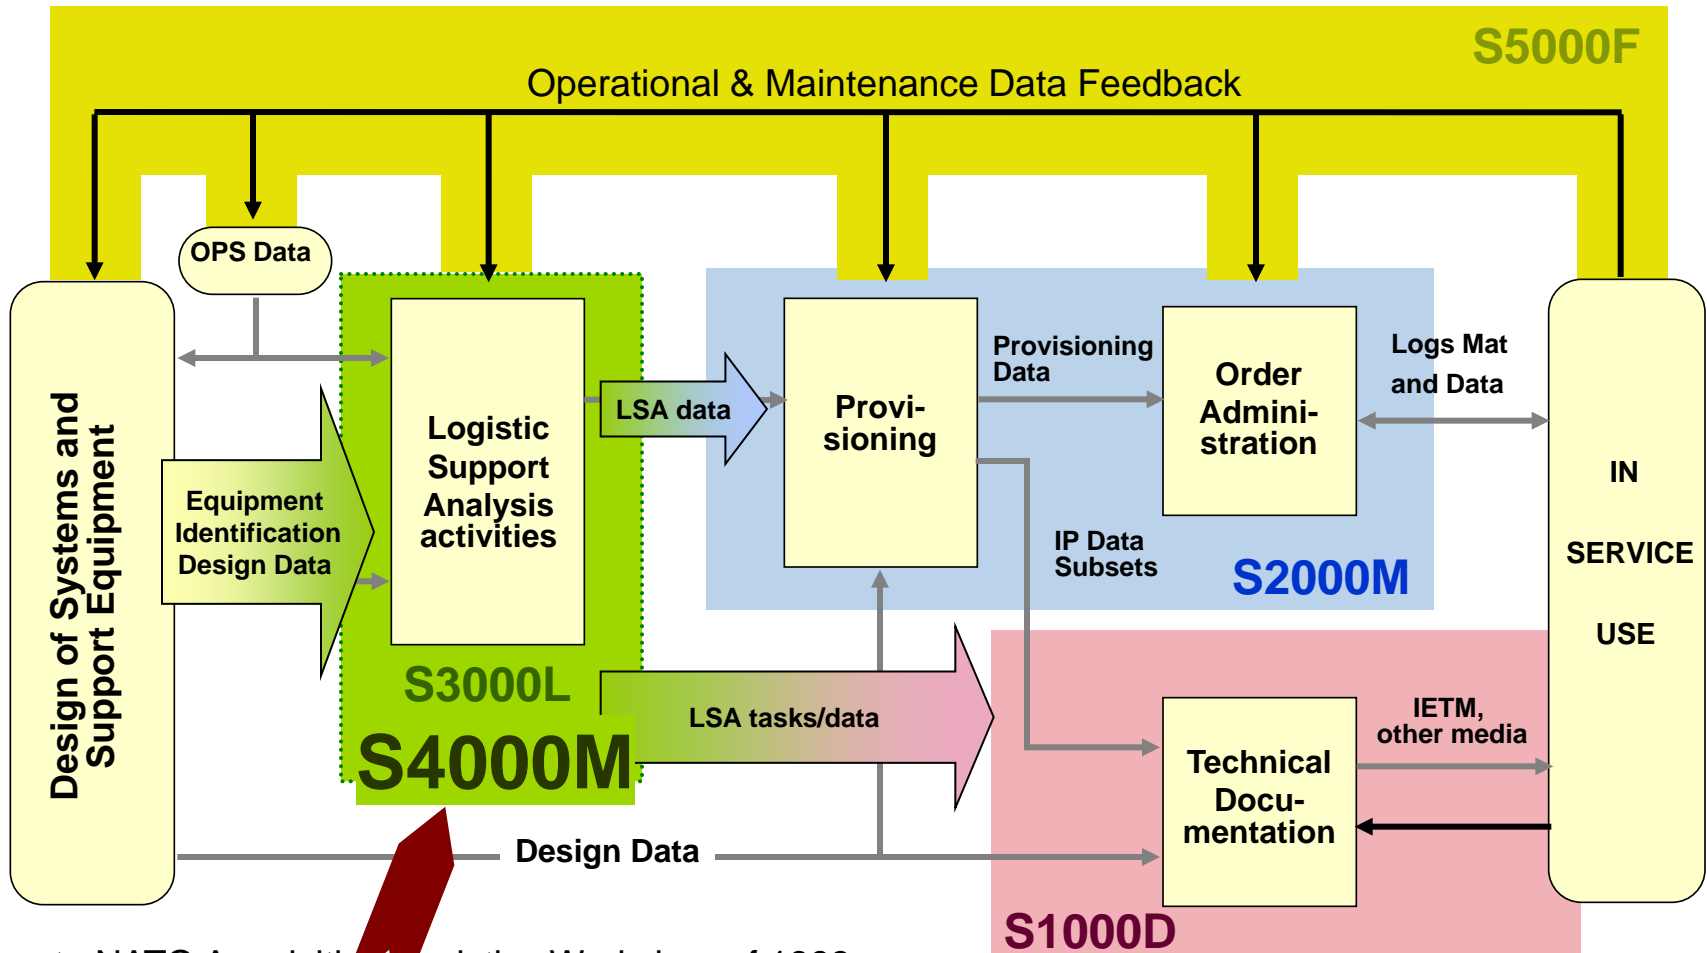 S5000F
Operational & Maintenance Data Feedback
OPS Data
Design of Systems and
Support Equipment
Equipment
Identification
Design Data
Logistic
Support
Analysis
activities
S3000L
S4000M
LSA data
Provi-
sioning
Provisioning
Data
Order
Admini-
stration
Logs Mat
and Data
IP Data
Subsets
S2000M
IN
SERVICE
USE
LSA tasks/data
Technical
Docu-
mentation
IETM,
other media
Design Data
S1000D
NATO